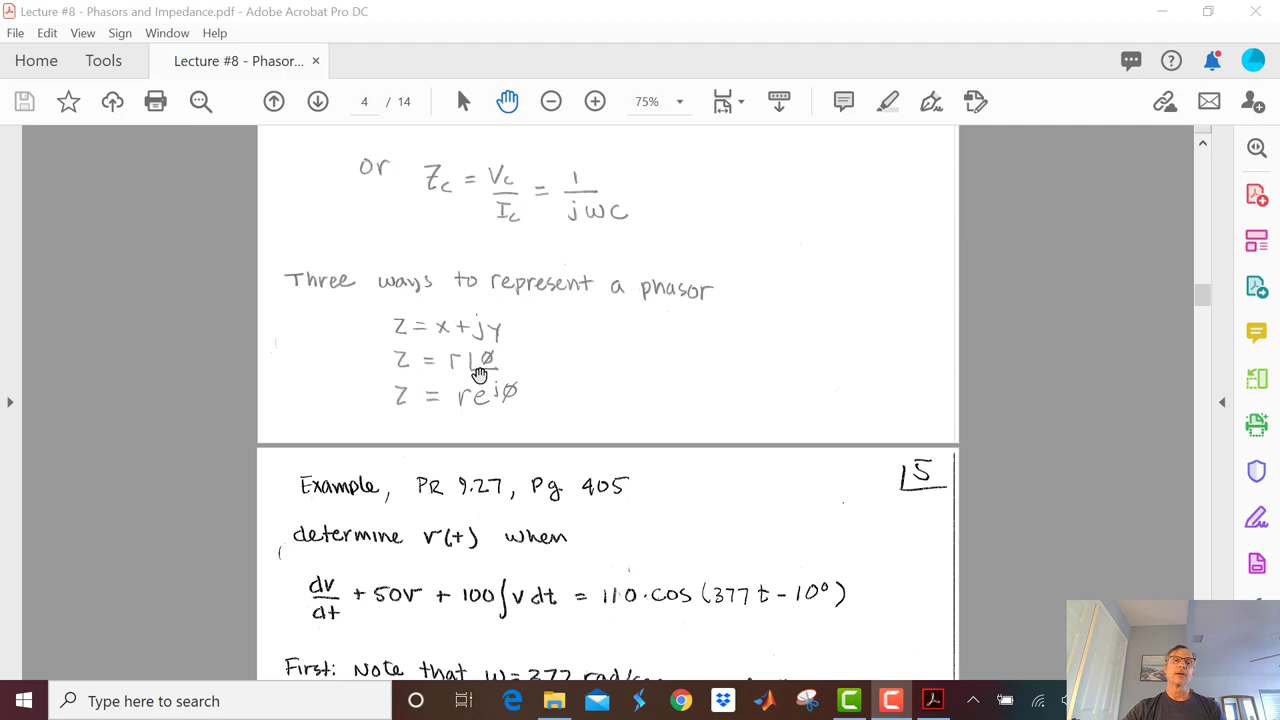 Lecture #8 - Phasors and Impedance.pdf - Adobe Acrobat Pro DC
File Edit View Sign Window Help
Home Tools Lecture #8 - Phasor... ×
4 / 14 75%
or Zc = Vc / Ic = 1 / jωC
Three ways to represent a phasor
Z = x + jy
Z = r∠ø
Z = re^jø
Example, PR 9.27, Pg 405 5
determine v(t) when
dv/dt + 50v + 100∫v dt = 110·cos(377t - 10°)
First: Note that ω = 377 rad/sec
Type here to search